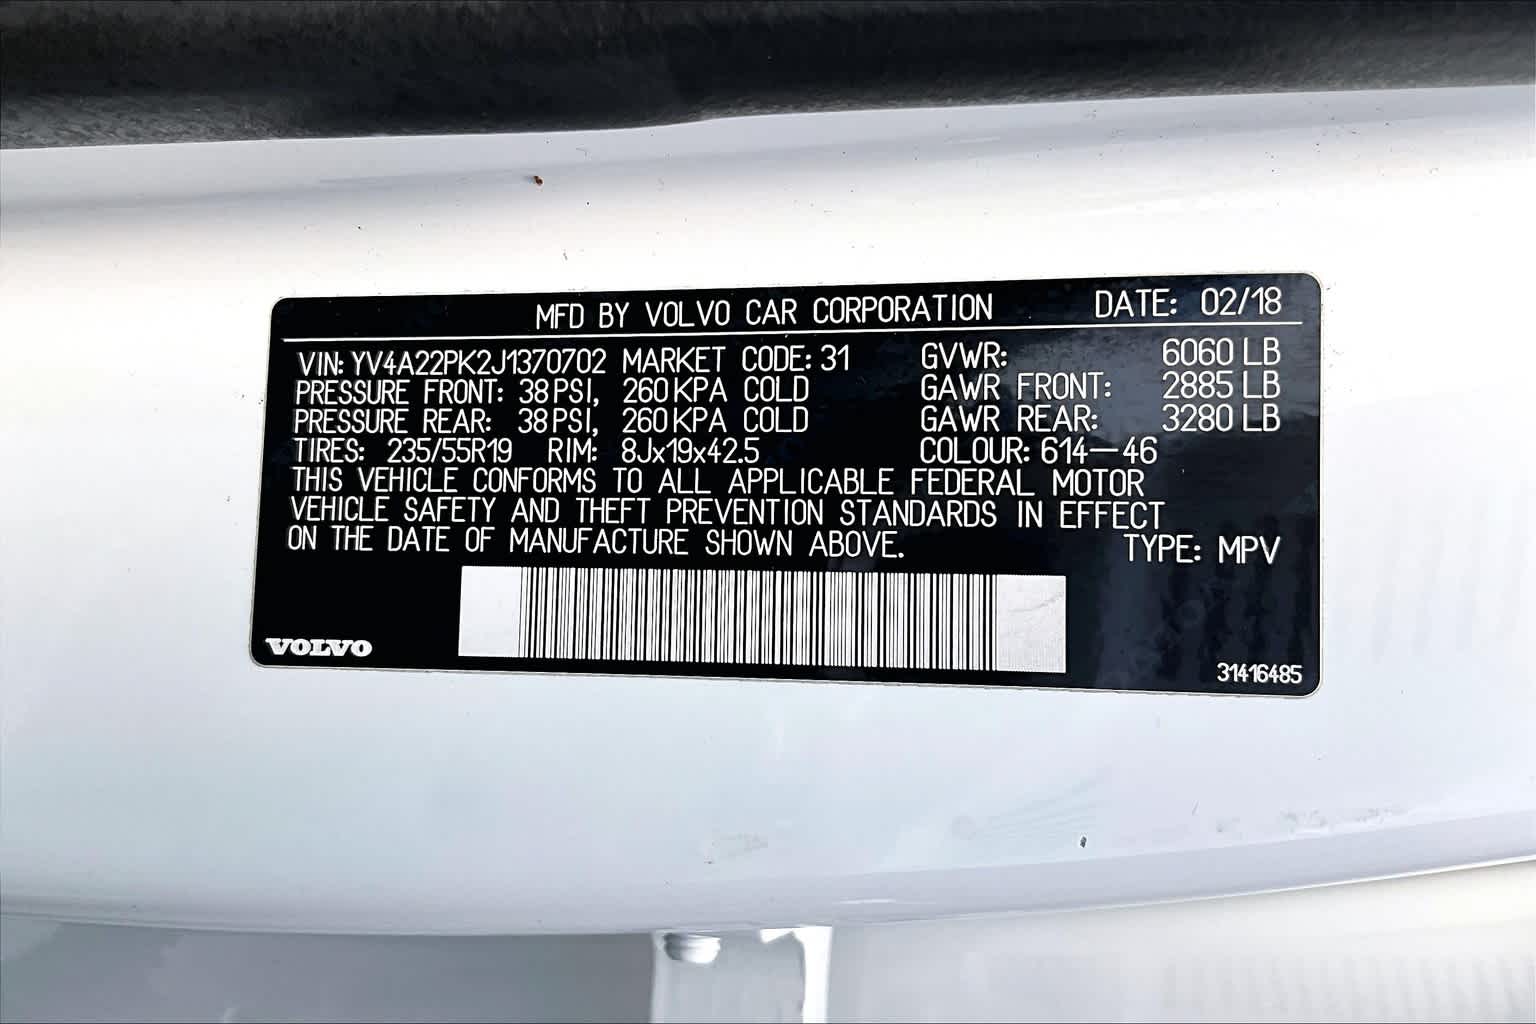 MFD BY VOLVO CAR CORPORATION DATE: 02/18
VIN: YV4A22PK2J1370702 MARKET CODE: 31 GVWR: 6060 LB
PRESSURE FRONT: 38 PSI, 260 KPA COLD GAWR FRONT: 2885 LB
PRESSURE REAR: 38 PSI, 260 KPA COLD GAWR REAR: 3280 LB
TIRES: 235/55R19 RIM: 8Jx19x42.5 COLOUR: 614-46
THIS VEHICLE CONFORMS TO ALL APPLICABLE FEDERAL MOTOR
VEHICLE SAFETY AND THEFT PREVENTION STANDARDS IN EFFECT
ON THE DATE OF MANUFACTURE SHOWN ABOVE. TYPE: MPV
VOLVO
31416485